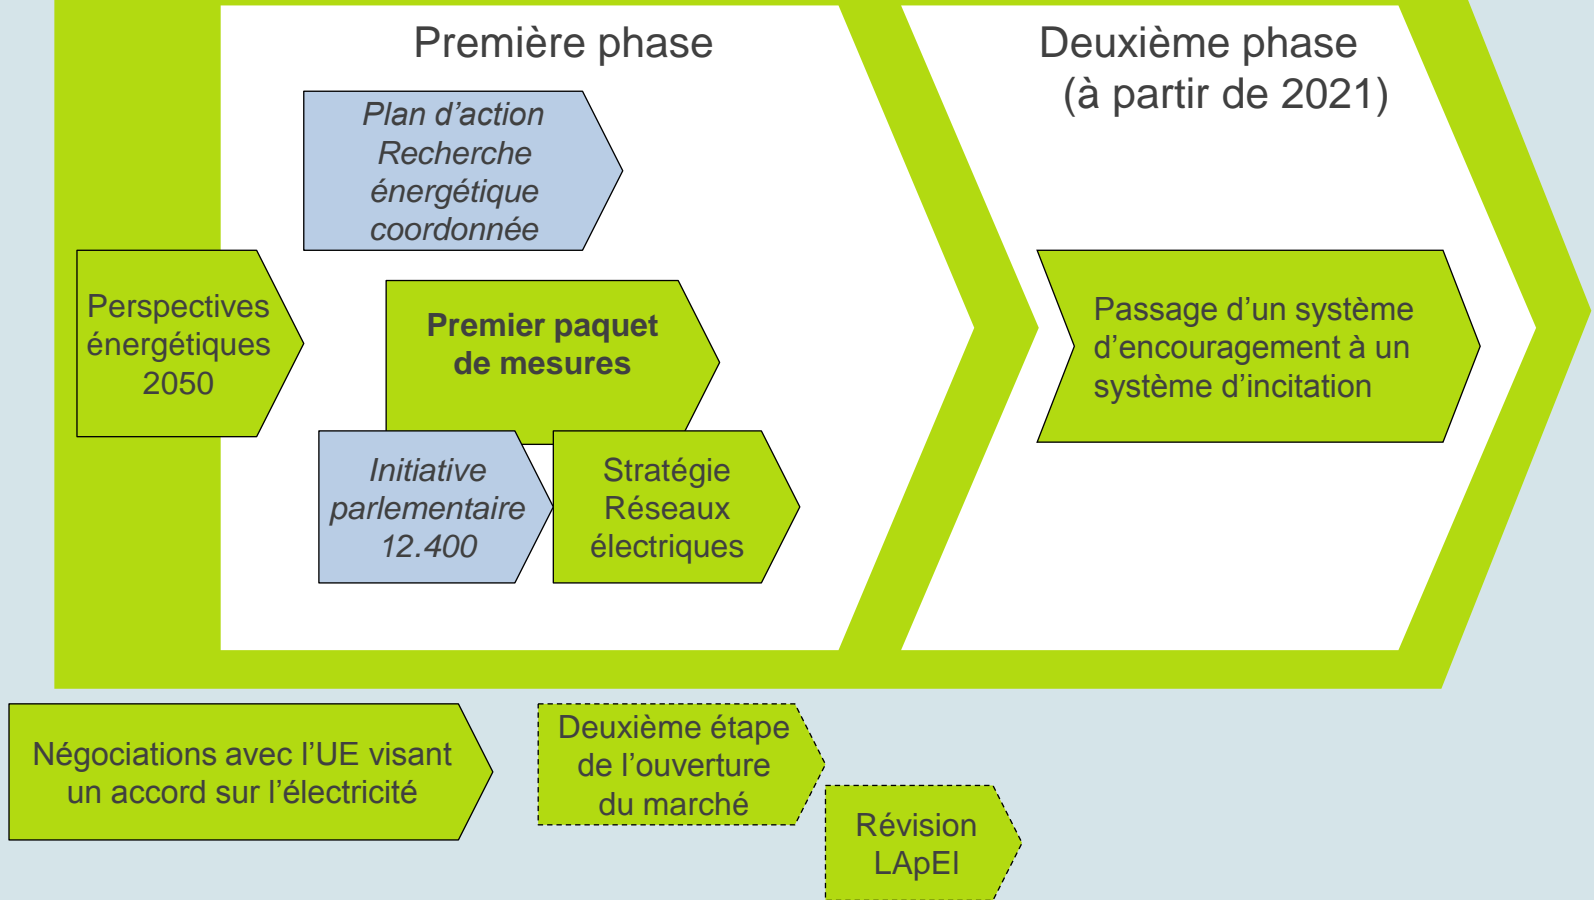 Première phase
Deuxième phase
(à partir de 2021)
Plan d’action
Recherche
énergétique
coordonnée
Perspectives
énergétiques
2050
Premier paquet
de mesures
Passage d’un système
d’encouragement à un
système d’incitation
Initiative
parlementaire
12.400
Stratégie
Réseaux
électriques
Négociations avec l’UE visant
un accord sur l’électricité
Deuxième étape
de l’ouverture
du marché
Révision
LApEl